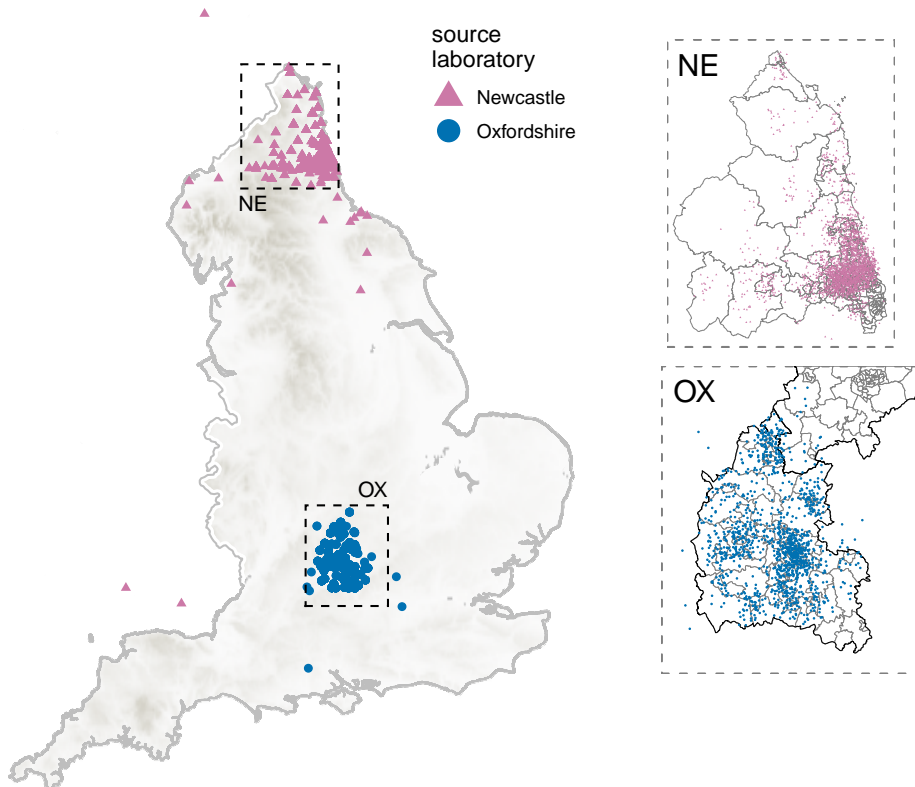 source
laboratory
Newcastle
Oxfordshire
NE
OX
NE
OX